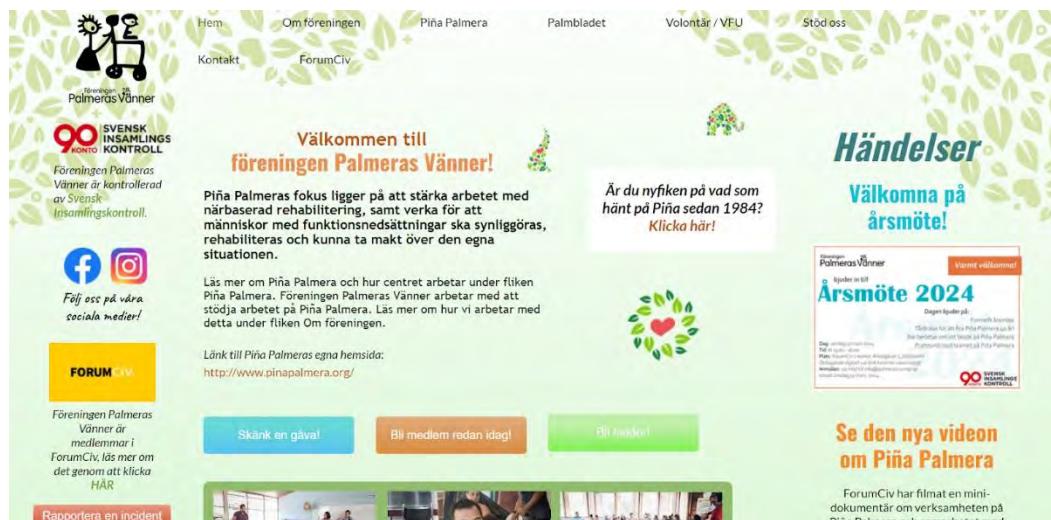 Hem
Om föreningen
Piña Palmera
Palmbladet
Volontär / VFU
Stöd oss
Kontakt
ForumCiv
Föreningen
Palmeras Vänner
90
KONTO
SVENSK
INSAMLINGS
KONTROLL
Föreningen Palmeras
Vänner är kontrollerad
av Svensk
Insamlingskontroll.
Följ oss på våra
sociala medier!
FORUMCIV.
Föreningen Palmeras
Vänner är
medlemmar i
ForumCiv, läs mer om
det genom att klicka
HÄR
Rapportera en incident
Välkommen till
föreningen Palmeras Vänner!
Piña Palmeras fokus ligger på att stärka arbetet med
närbaserad rehabilitering, samt verka för att
människor med funktionsnedsättningar ska synliggöras,
rehabiliteras och kunna ta makt över den egna
situationen.
Läs mer om Piña Palmera och hur centret arbetar under fliken
Piña Palmera. Föreningen Palmeras Vänner arbetar med att
stödja arbetet på Piña Palmera. Läs mer om hur vi arbetar med
detta under fliken Om föreningen.
Länk till Piña Palmeras egna hemsida:
http://www.pinapalmera.org/
Är du nyfiken på vad som
hänt på Piña sedan 1984?
Klicka här!
Skänk en gåva!
Bli medlem redan idag!
Bli fadder!
Händelser
Välkomna på
årsmöte!
Föreningen
Palmeras Vänner
Varmt välkomna!
bjuder in till
Årsmöte 2024
Dagen bjuder på:
90
SVENSK
INSAMLINGS
KONTROLL
Se den nya videon
om Piña Palmera
ForumCiv har filmat en mini-
dokumentär om verksamheten på